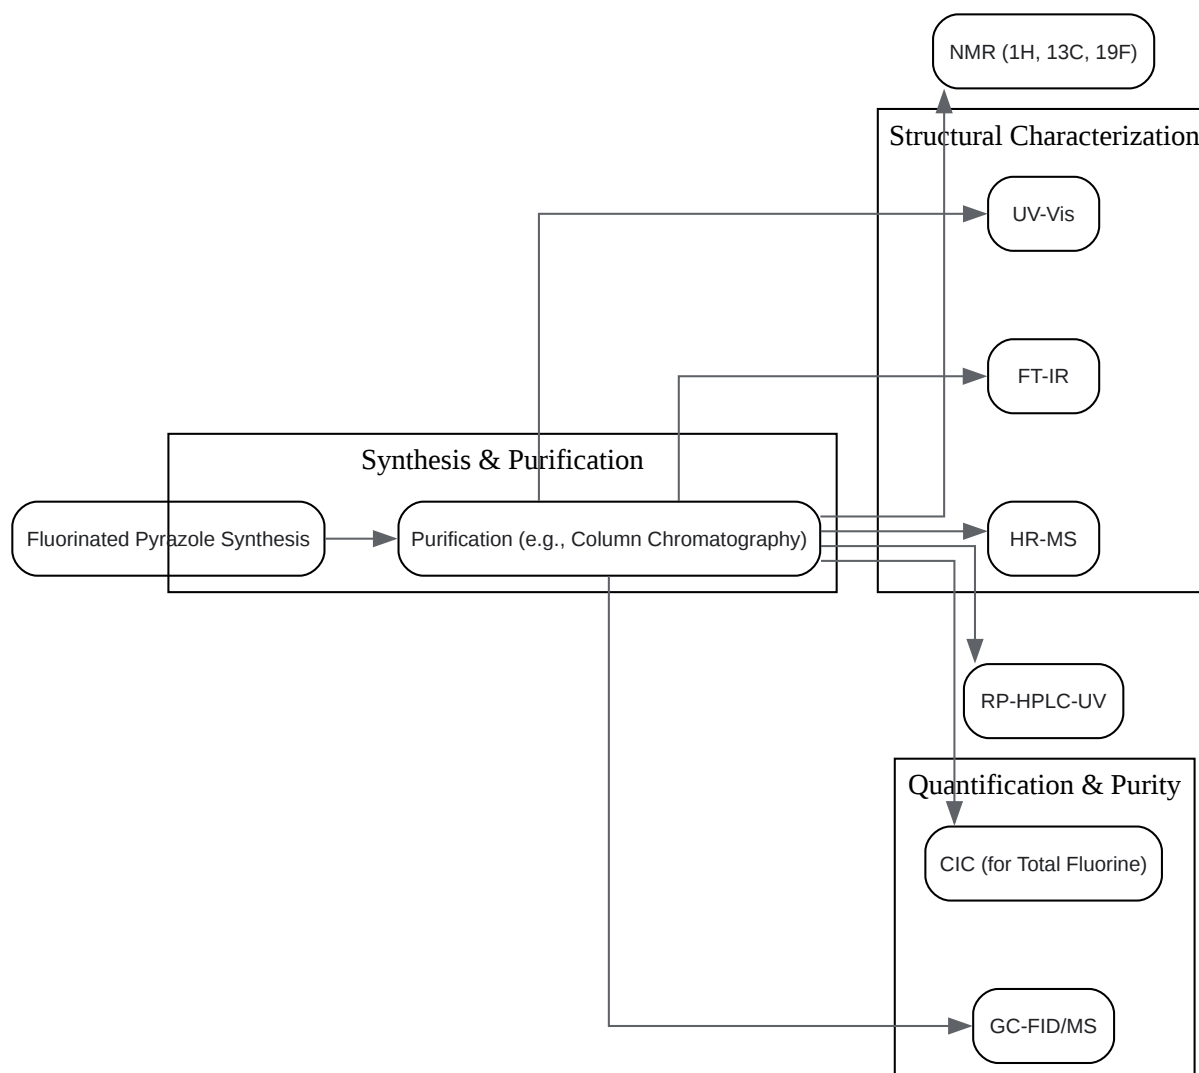 NMR (1H, 13C, 19F)
Structural Characterization
UV-Vis
FT-IR
Synthesis & Purification
Fluorinated Pyrazole Synthesis
Purification (e.g., Column Chromatography)
HR-MS
RP-HPLC-UV
Quantification & Purity
CIC (for Total Fluorine)
GC-FID/MS